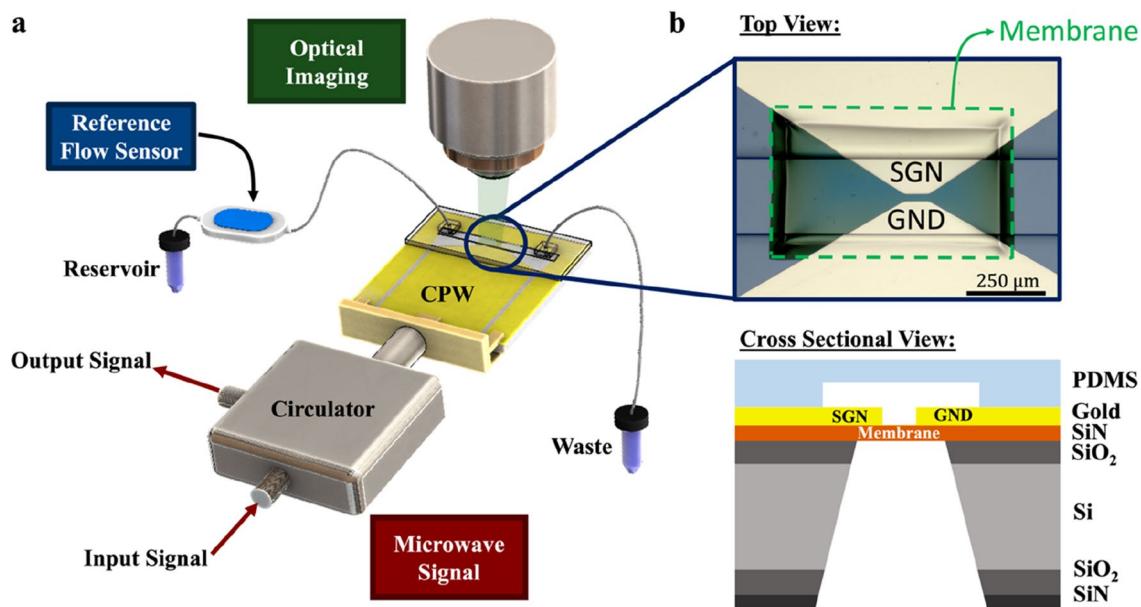 a
Optical
Imaging
Reference
Flow Sensor
Reservoir
CPW
Output Signal
Circulator
Waste
Input Signal
Microwave
Signal
b
Top View:
Membrane
SGN
GND
250 μm
Cross Sectional View:
PDMS
Gold
SGN
GND
SiN
Membrane
SiO₂
Si
SiO₂
SiN